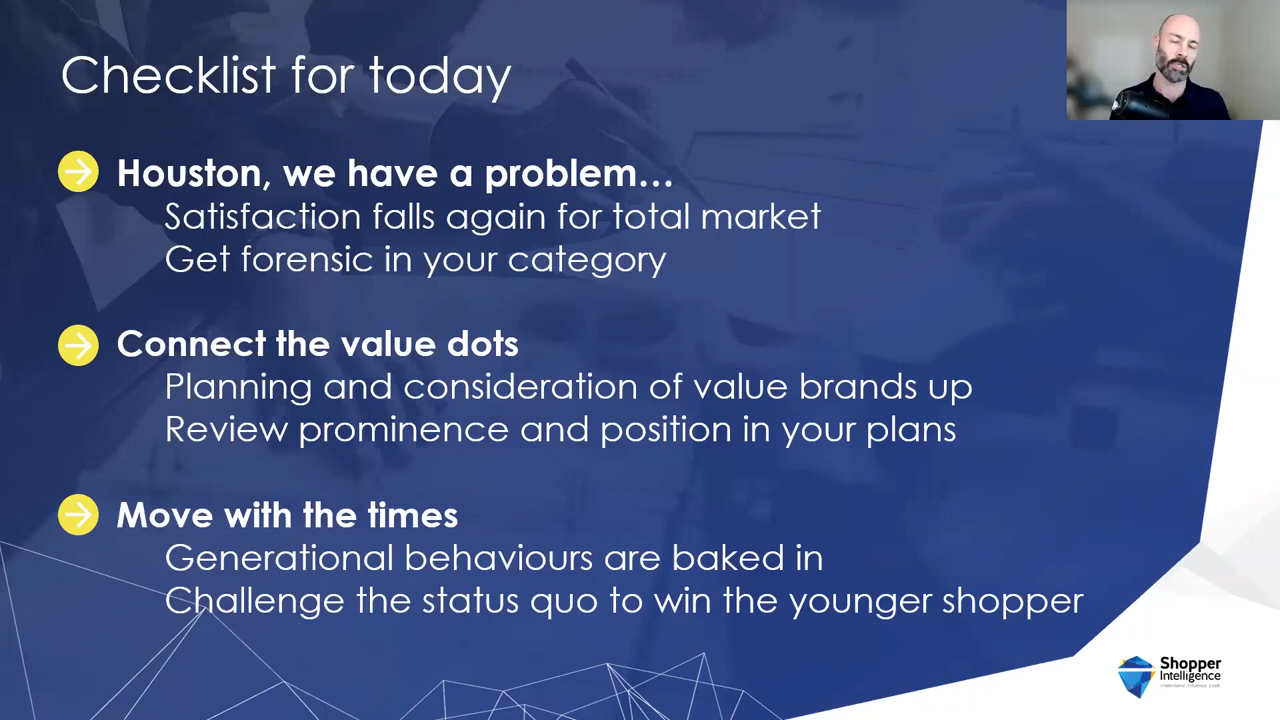 Checklist for today
Houston, we have a problem...
Satisfaction falls again for total market
Get forensic in your category
Connect the value dots
Planning and consideration of value brands up
Review prominence and position in your plans
Move with the times
Generational behaviours are baked in
Challenge the status quo to win the younger shopper
Shopper
Intelligence